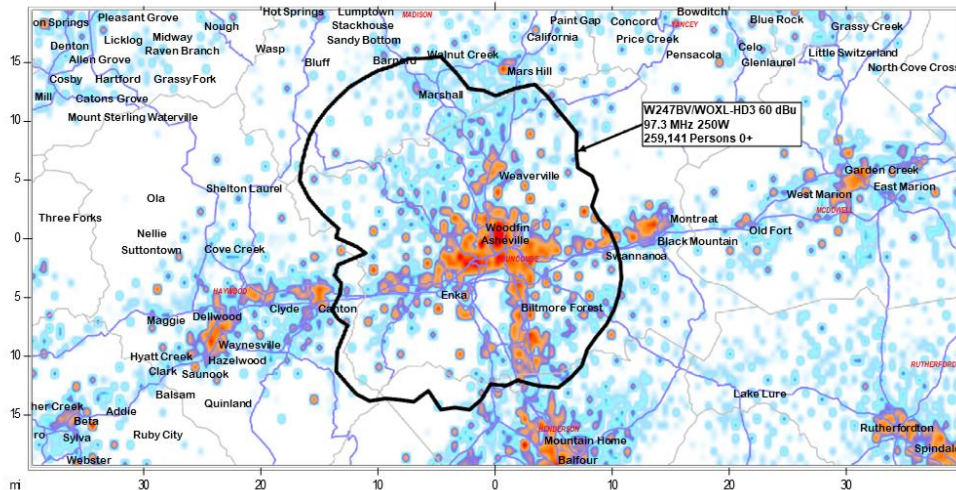 on Springs
Pleasant Grove
Hot Springs
Lumptown
MADISON
Bowditch
Denton
Licklog
Midway
Nough
Stackhouse
Paint Gap
Concord
YANCEY
Blue Rock
Grassy Creek
Allen Grove
Raven Branch
Wasp
Sandy Bottom
California
Price Creek
Celo
Little Switzerland
15
Cosby
Hartford
Grassy Fork
Bluff
Barnard
Walnut Creek
Mars Hill
Pensacola
Glenlaurel
North Cove Cross
Mill
Catons Grove
Marshall
Mount Sterling
Waterville
10
W247BV/WOXL-HD3 60 dBu
97.3 MHz 250W
259,141 Persons 0+
5
Shelton Laurel
Weaverville
Garden Creek
West Marion
East Marion
Ola
Three Forks
Montreat
MCDOWELL
Nellie
Woodfin
Old Fort
0
Suttontown
Cove Creek
Asheville
Black Mountain
BUNCOMBE
Swannanoa
HAYWOOD
5
Clyde
Canton
Enka
Biltmore Forest
Maggie
Dellwood
Waynesville
10
Hyatt Creek
Hazelwood
Clark
Saunook
RUTHERFORD
Balsam
Quinland
Lake Lure
her Creek
Addie
15
Beta
ro
Sylva
Ruby City
HENDERSON
Mountain Home
Rutherfordton
Webster
Balfour
Spindale
mi
30
20
10
0
10
20
30